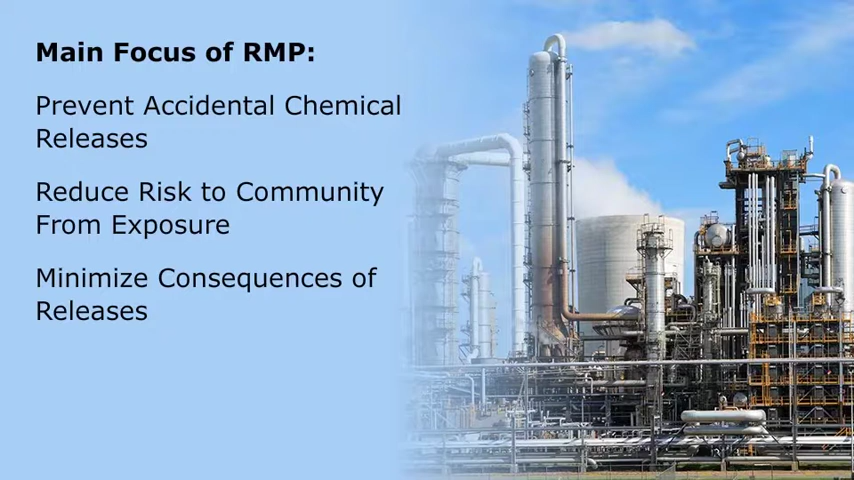 Main Focus of RMP:
Prevent Accidental Chemical
Releases
Reduce Risk to Community
From Exposure
Minimize Consequences of
Releases